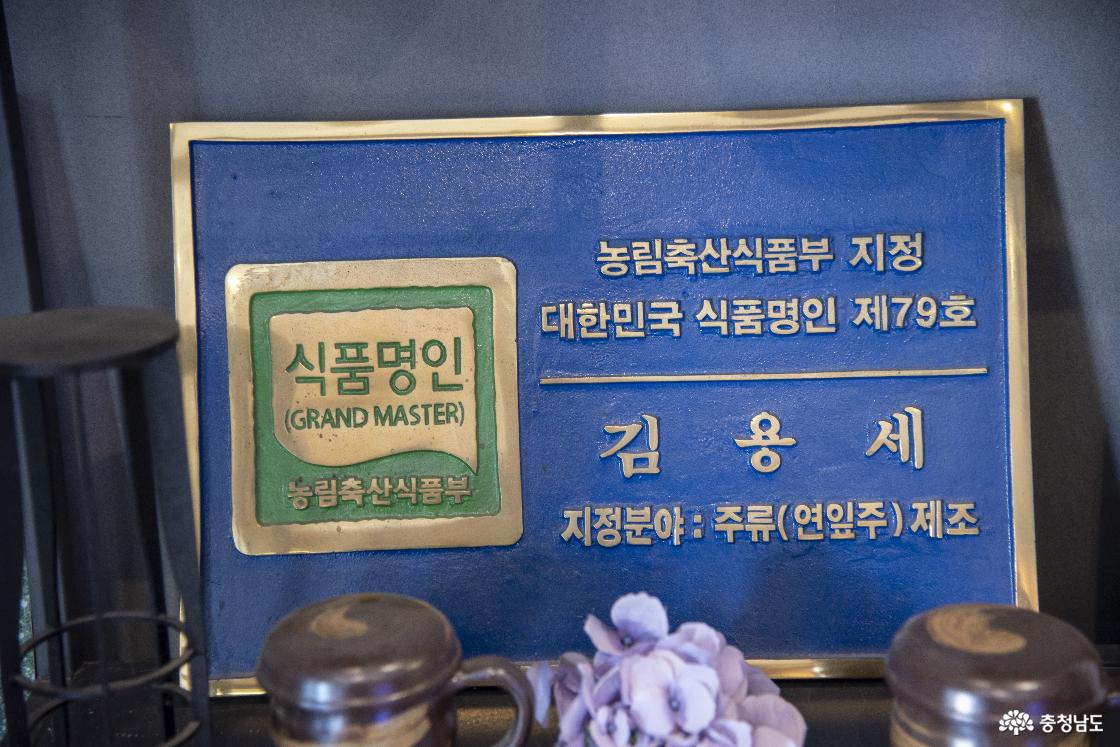 식품명인
(GRAND MASTER)
농림축산식품부
농림축산식품부 지정
대한민국 식품명인 제79호
김 용 세
지정분야 : 주류(연잎주) 제조
충청남도